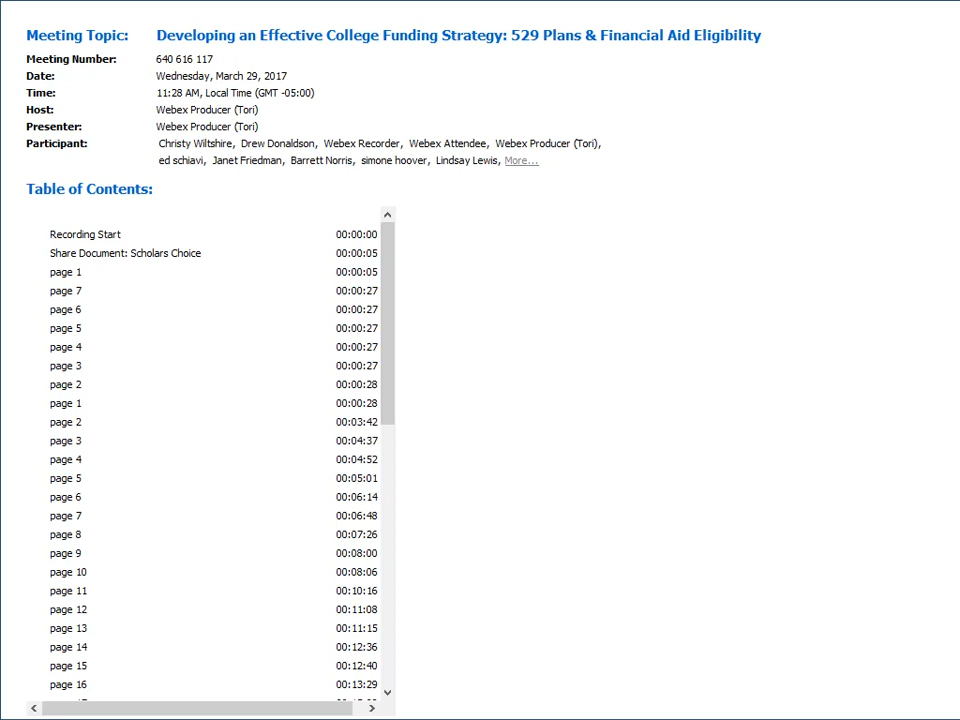 Meeting Topic: Developing an Effective College Funding Strategy: 529 Plans & Financial Aid Eligibility
Meeting Number: 640 616 117
Date: Wednesday, March 29, 2017
Time: 11:28 AM, Local Time (GMT -05:00)
Host: Webex Producer (Tori)
Presenter: Webex Producer (Tori)
Participant: Christy Wiltshire, Drew Donaldson, Webex Recorder, Webex Attendee, Webex Producer (Tori),
ed schiavi, Janet Friedman, Barrett Norris, simone hoover, Lindsay Lewis, More...
Table of Contents:
Recording Start 00:00:00
Share Document: Scholars Choice 00:00:05
page 1 00:00:05
page 7 00:00:27
page 6 00:00:27
page 5 00:00:27
page 4 00:00:27
page 3 00:00:27
page 2 00:00:28
page 1 00:00:28
page 2 00:03:42
page 3 00:04:37
page 4 00:04:52
page 5 00:05:01
page 6 00:06:14
page 7 00:06:48
page 8 00:07:26
page 9 00:08:00
page 10 00:08:06
page 11 00:10:16
page 12 00:11:08
page 13 00:11:15
page 14 00:12:36
page 15 00:12:40
page 16 00:13:29